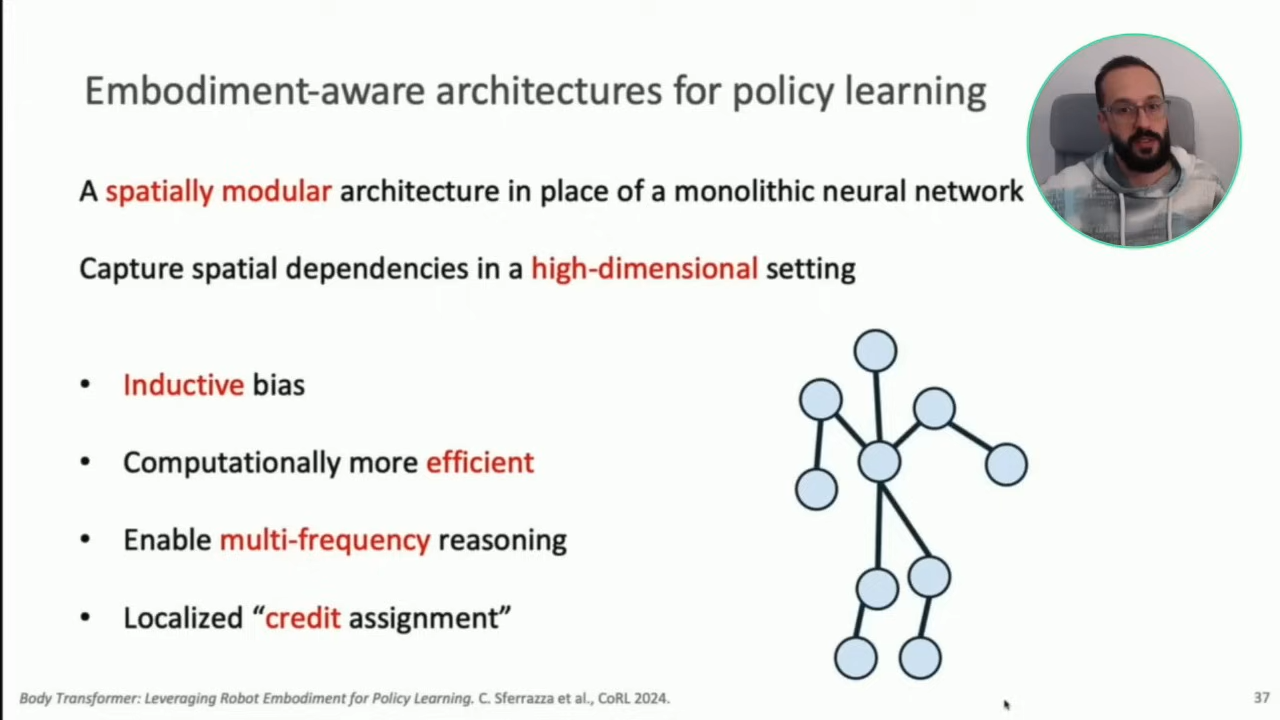 Embodiment-aware architectures for policy learning
A spatially modular architecture in place of a monolithic neural network
Capture spatial dependencies in a high-dimensional setting
• Inductive bias
• Computationally more efficient
• Enable multi-frequency reasoning
• Localized “credit assignment”
Body Transformer: Leveraging Robot Embodiment for Policy Learning. C. Sferrazza et al., CoRL 2024.
37